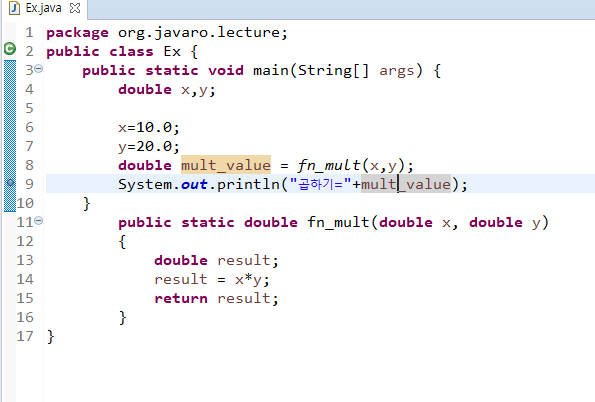 Ex.java
1 package org.javaro.lecture;
2 public class Ex {
3     public static void main(String[] args) {
4         double x,y;
5
6         x=10.0;
7         y=20.0;
8         double mult_value = fn_mult(x,y);
9         System.out.println("곱하기="+mult_value);
10     }
11         public static double fn_mult(double x, double y)
12         {
13             double result;
14             result = x*y;
15             return result;
16         }
17 }